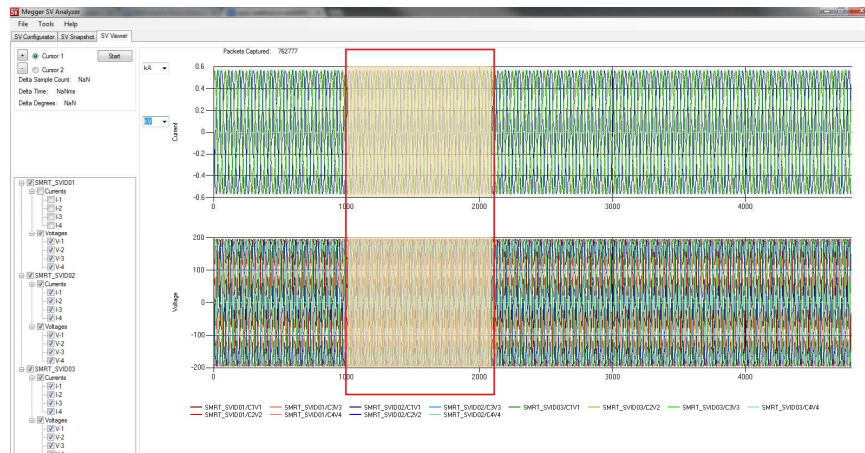 Megger SV Analyzer
File Tools Help
SV Configurator SV Snapshot SV Viewer
+ Cursor 1 Start
- Cursor 2
Delta Sample Count: NaN
Delta Time: NaNms
Delta Degrees: NaN
SMRT_SVID01
Currents
I-1
I-2
I-3
I-4
Voltages
V-1
V-2
V-3
V-4
SMRT_SVID02
Currents
I-1
I-2
I-3
I-4
Voltages
V-1
V-2
V-3
V-4
SMRT_SVID03
Currents
I-1
I-2
I-3
I-4
Voltages
V-1
V-2
V-3
kA
kV
Packets Captured: 762777
Current
0.6
0.4
0.2
0
-0.2
-0.4
-0.6
0 1000 2000 3000 4000
Voltage
200
100
0
-100
-200
0 1000 2000 3000 4000
SMRT_SVID01/C1V1 SMRT_SVID01/C3V3 SMRT_SVID02/C1V1 SMRT_SVID02/C3V3 SMRT_SVID03/C1V1 SMRT_SVID03/C2V2 SMRT_SVID03/C3V3 SMRT_SVID03/C4V4
SMRT_SVID01/C2V2 SMRT_SVID01/C4V4 SMRT_SVID02/C2V2 SMRT_SVID02/C4V4